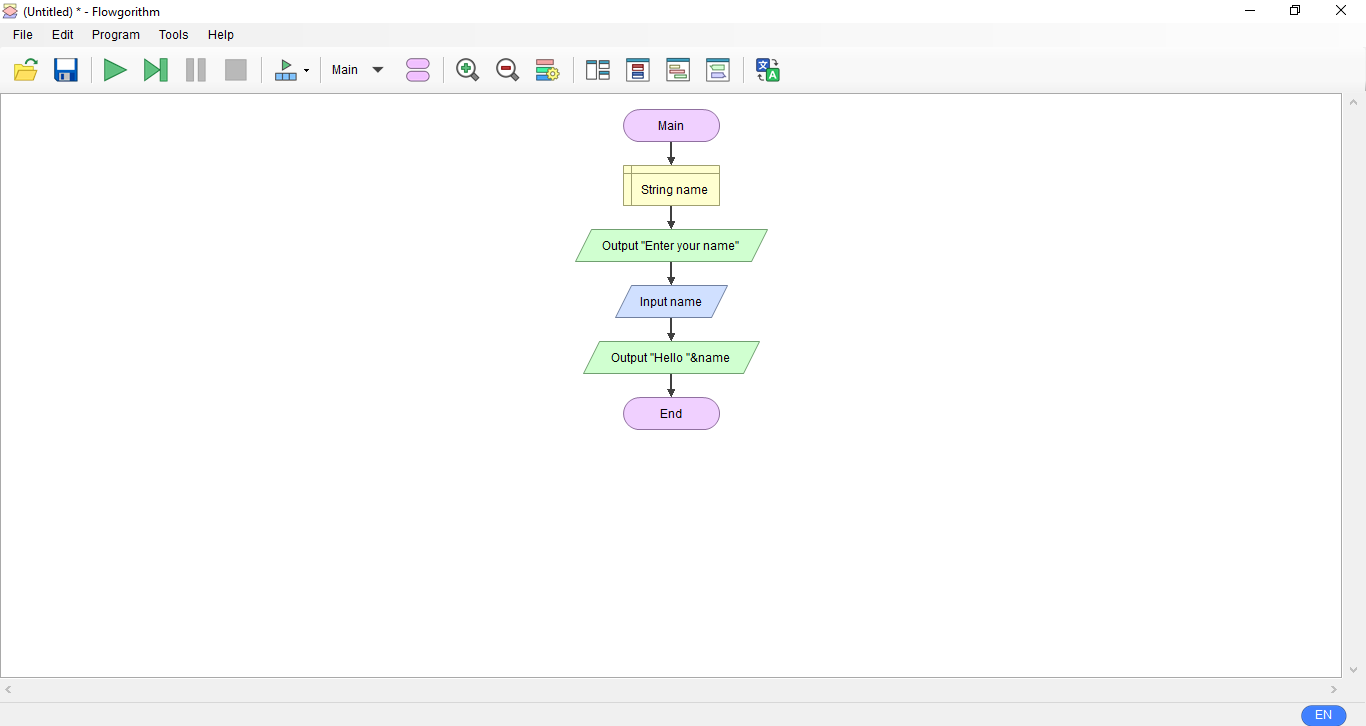 (Untitled) * - Flowgorithm
File Edit Program Tools Help
Main
文 A
Main
String name
Output "Enter your name"
Input name
Output "Hello "&name
End
EN